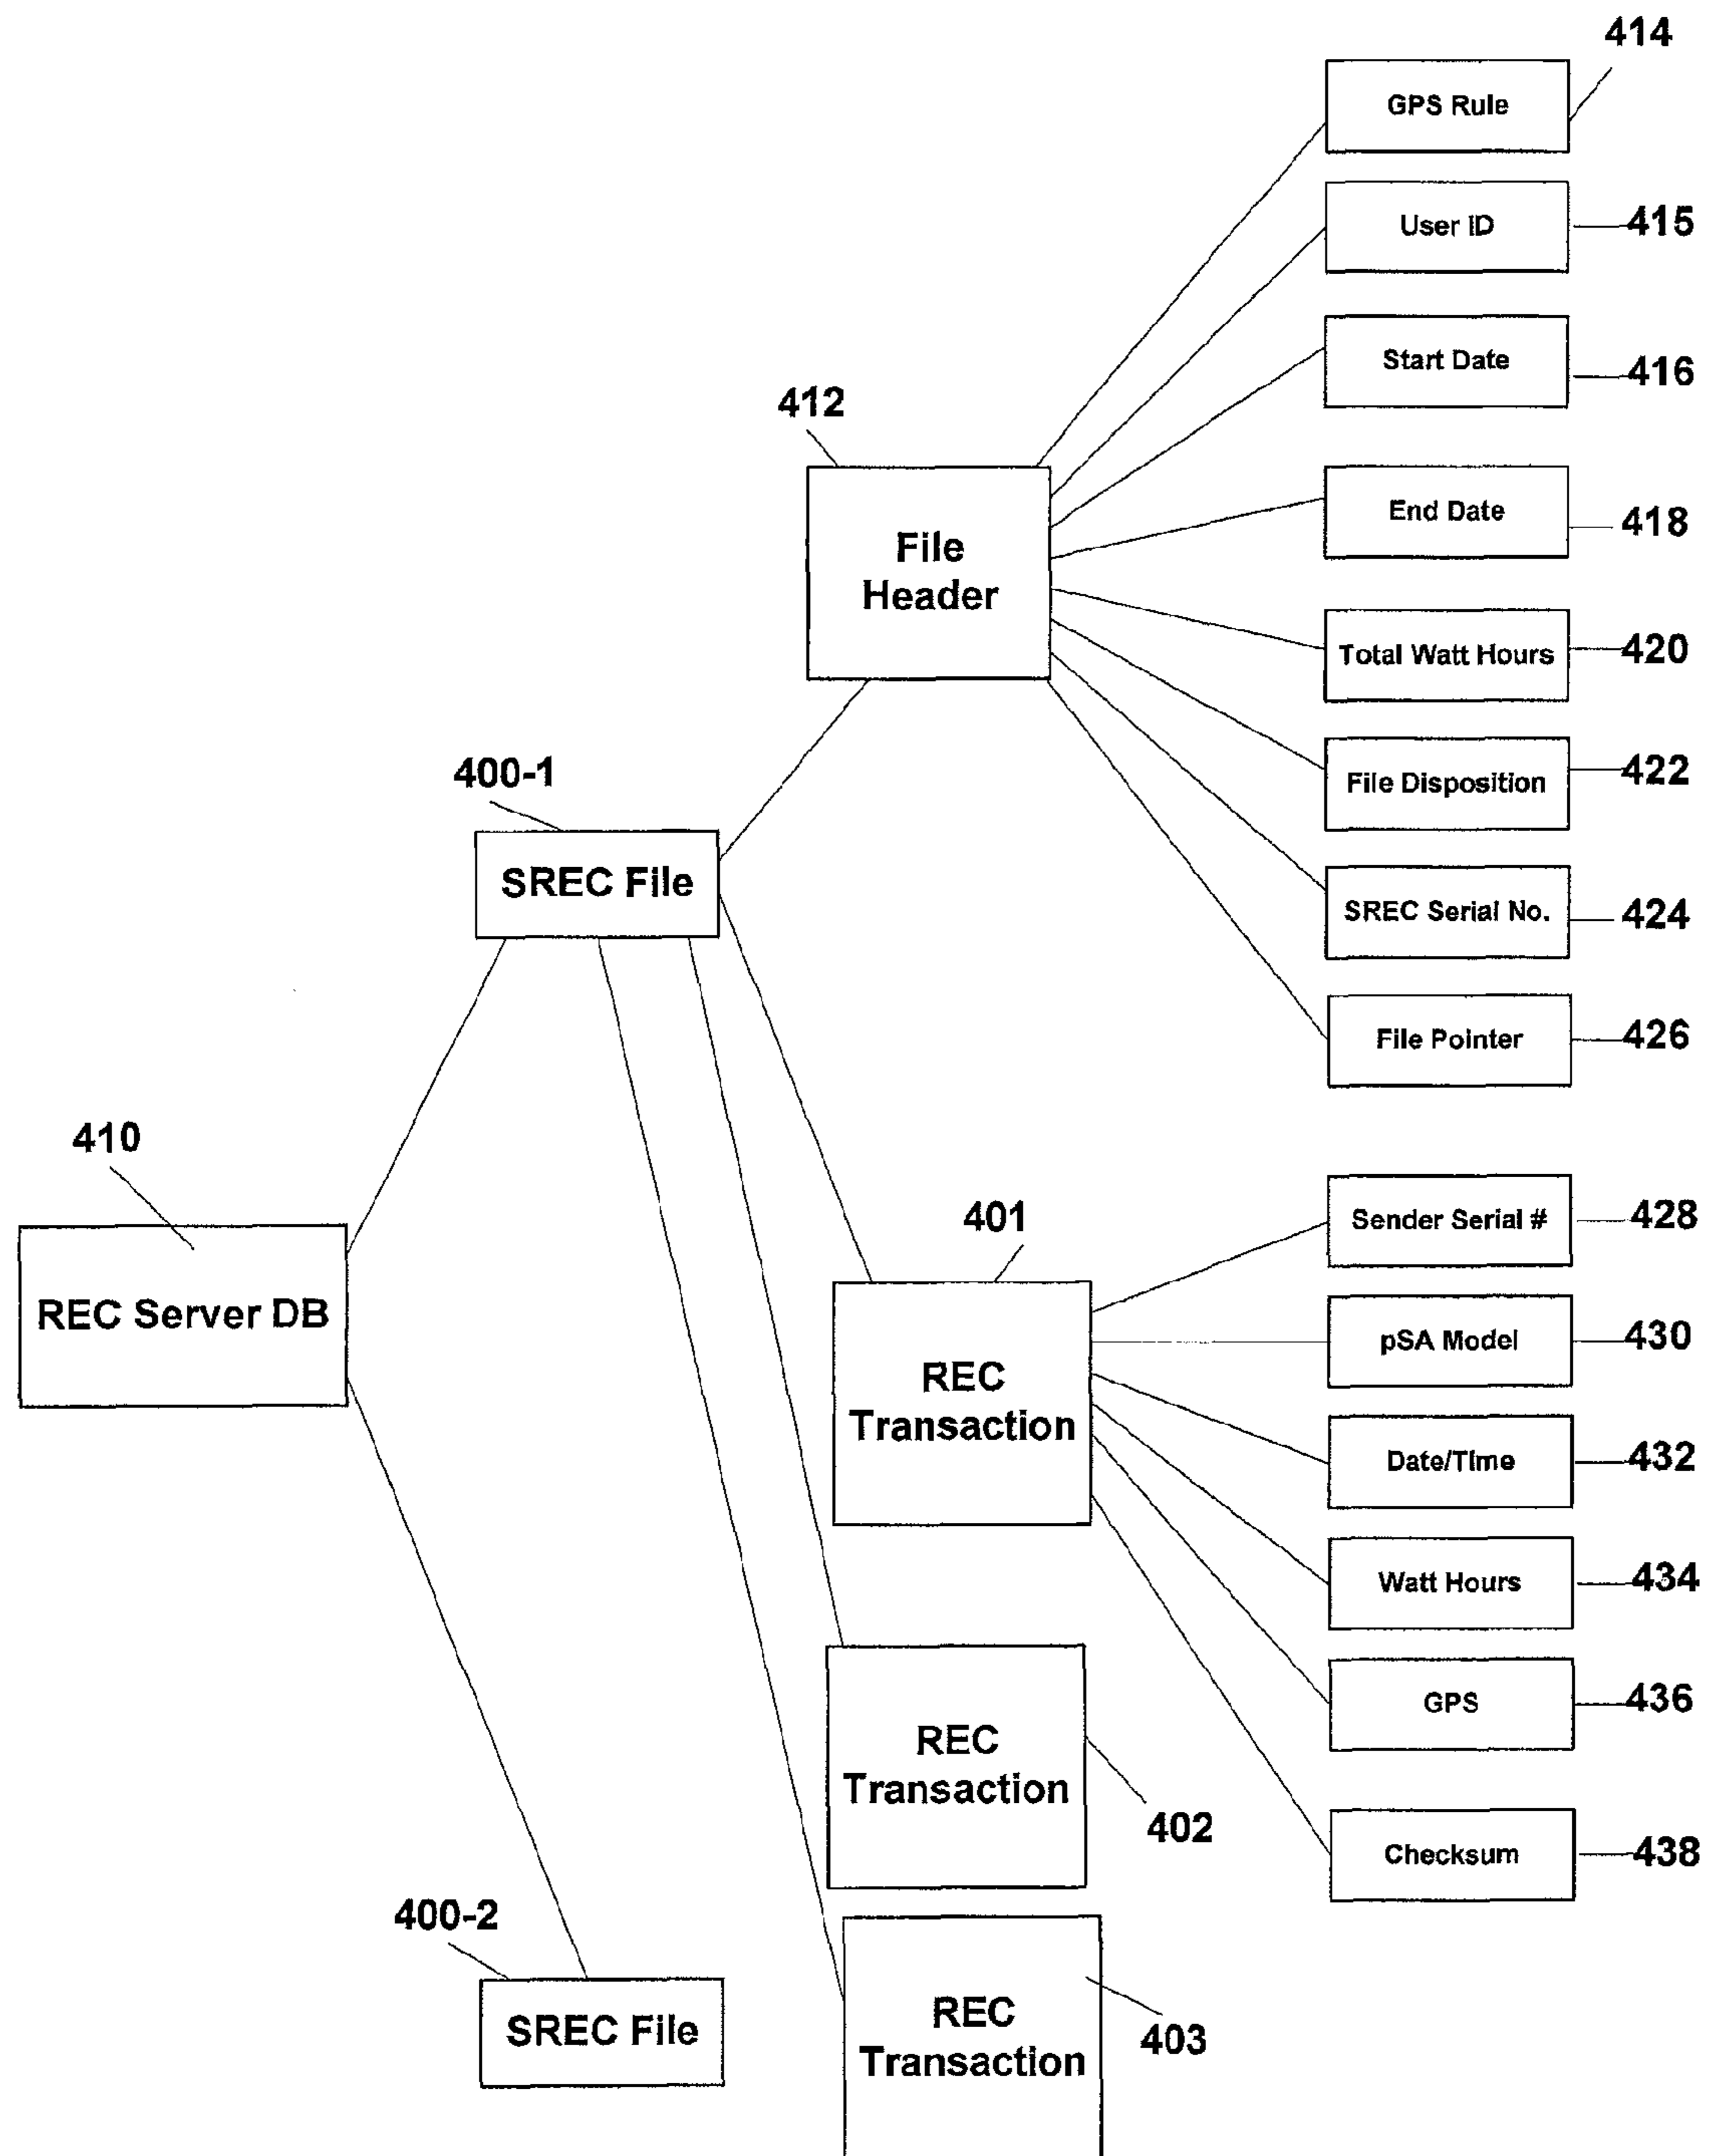 414
GPS Rule
User ID
415
Start Date
416
412
End Date
418
File
Header
Total Watt Hours
420
400-1
File Disposition
422
SREC File
SREC Serial No.
424
File Pointer
426
410
Sender Serial #
428
401
REC Server DB
pSA Model
430
REC
Transaction
Date/Time
432
Watt Hours
434
GPS
436
REC
Transaction
402
Checksum
438
400-2
SREC File
REC
Transaction
403